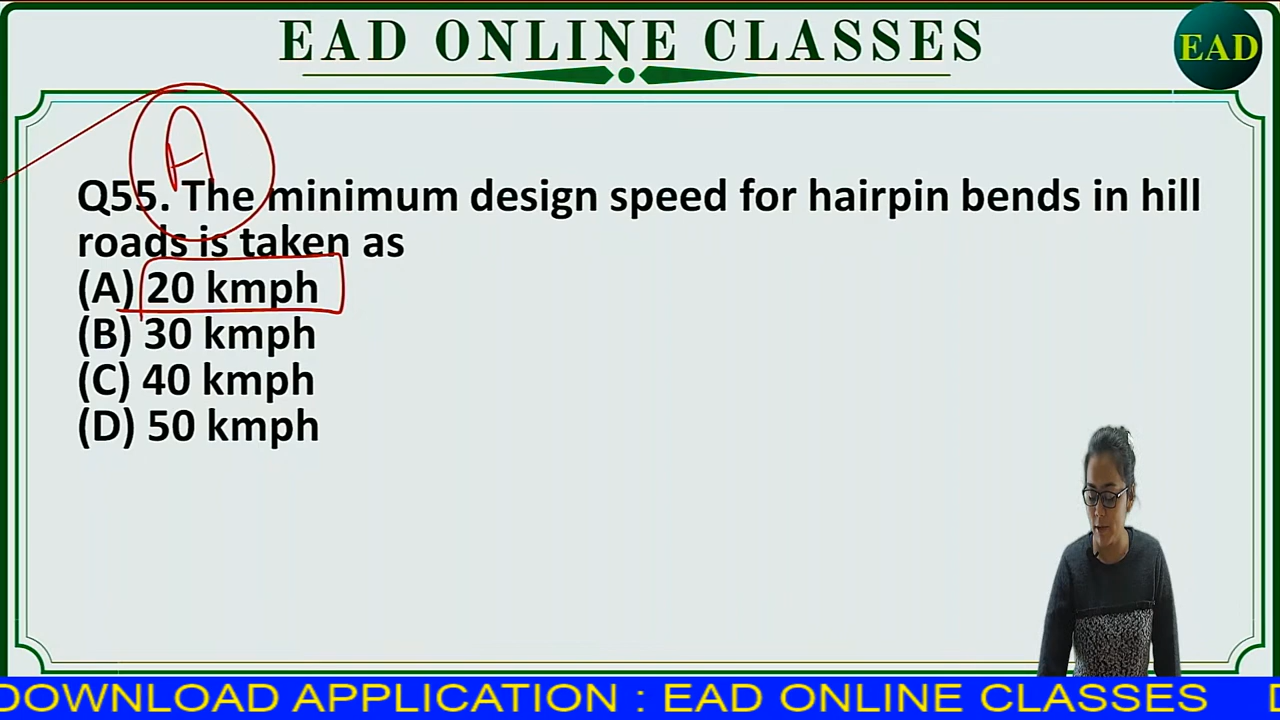 EAD ONLINE CLASSES
EAD
A
Q55. The minimum design speed for hairpin bends in hill
roads is taken as
(A) 20 kmph
(B) 30 kmph
(C) 40 kmph
(D) 50 kmph
DOWNLOAD APPLICATION : EAD ONLINE CLASSES